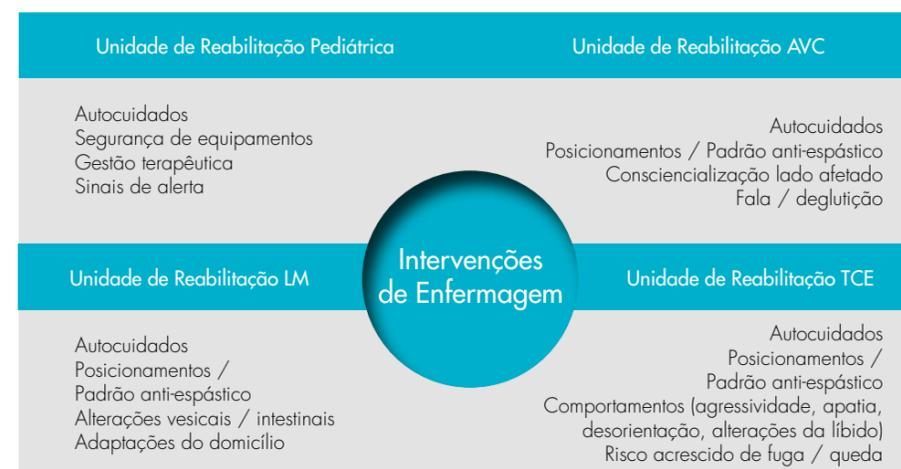 Unidade de Reabilitação Pediátrica
Autocuidados
Segurança de equipamentos
Gestão terapêutica
Sinais de alerta
Unidade de Reabilitação AVC
Autocuidados
Posicionamentos / Padrão anti-espástico
Consciencialização lado afetado
Fala / deglutição
Intervenções
de Enfermagem
Unidade de Reabilitação LM
Autocuidados
Posicionamentos /
Padrão anti-espástico
Alterações vesicais / intestinais
Adaptações do domicílio
Unidade de Reabilitação TCE
Autocuidados
Posicionamentos /
Padrão anti-espástico
Comportamentos (agressividade, apatia,
desorientação, alterações da líbido)
Risco acrescido de fuga / queda